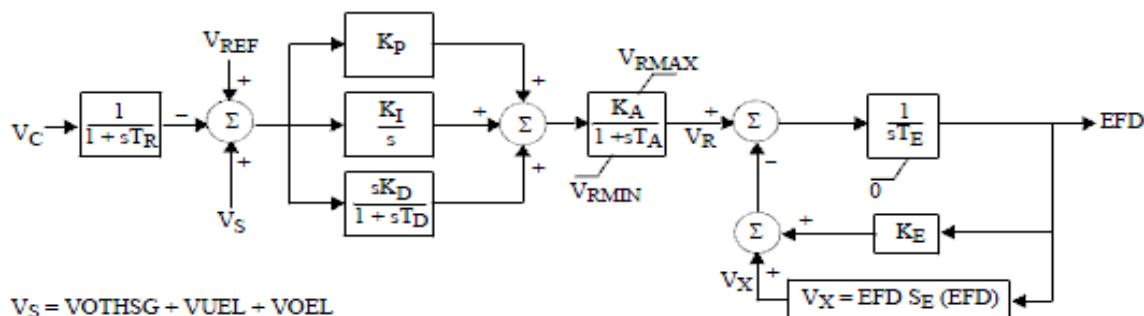 V_REF
+
V_C
1
1 + sT_R
−
Σ
+
V_S
K_P
K_I
s
sK_D
1 + sT_D
+
+
+
Σ
V_RMAX
K_A
1 +sT_A
V_RMIN
+
V_R
Σ
−
1
sT_E
0
EFD
Σ
+
K_E
V_X
+
V_X = EFD S_E (EFD)
V_S = VOTHSG + VUEL + VOEL